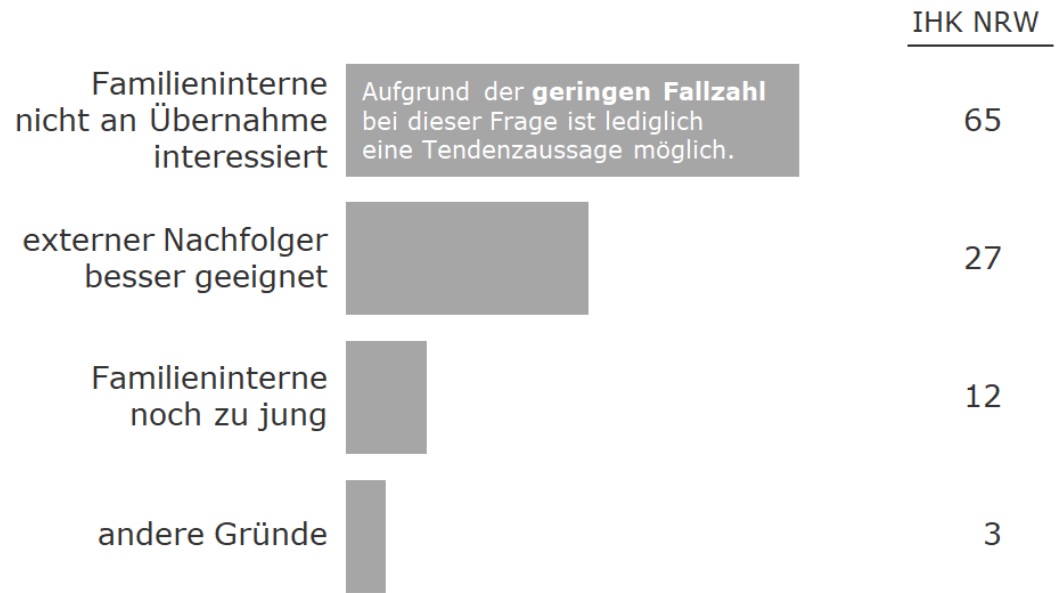 IHK NRW
Familieninterne
nicht an Übernahme
interessiert
Aufgrund der geringen Fallzahl
bei dieser Frage ist lediglich
eine Tendenzaussage möglich.
65
externer Nachfolger
besser geeignet
27
Familieninterne
noch zu jung
12
andere Gründe
3